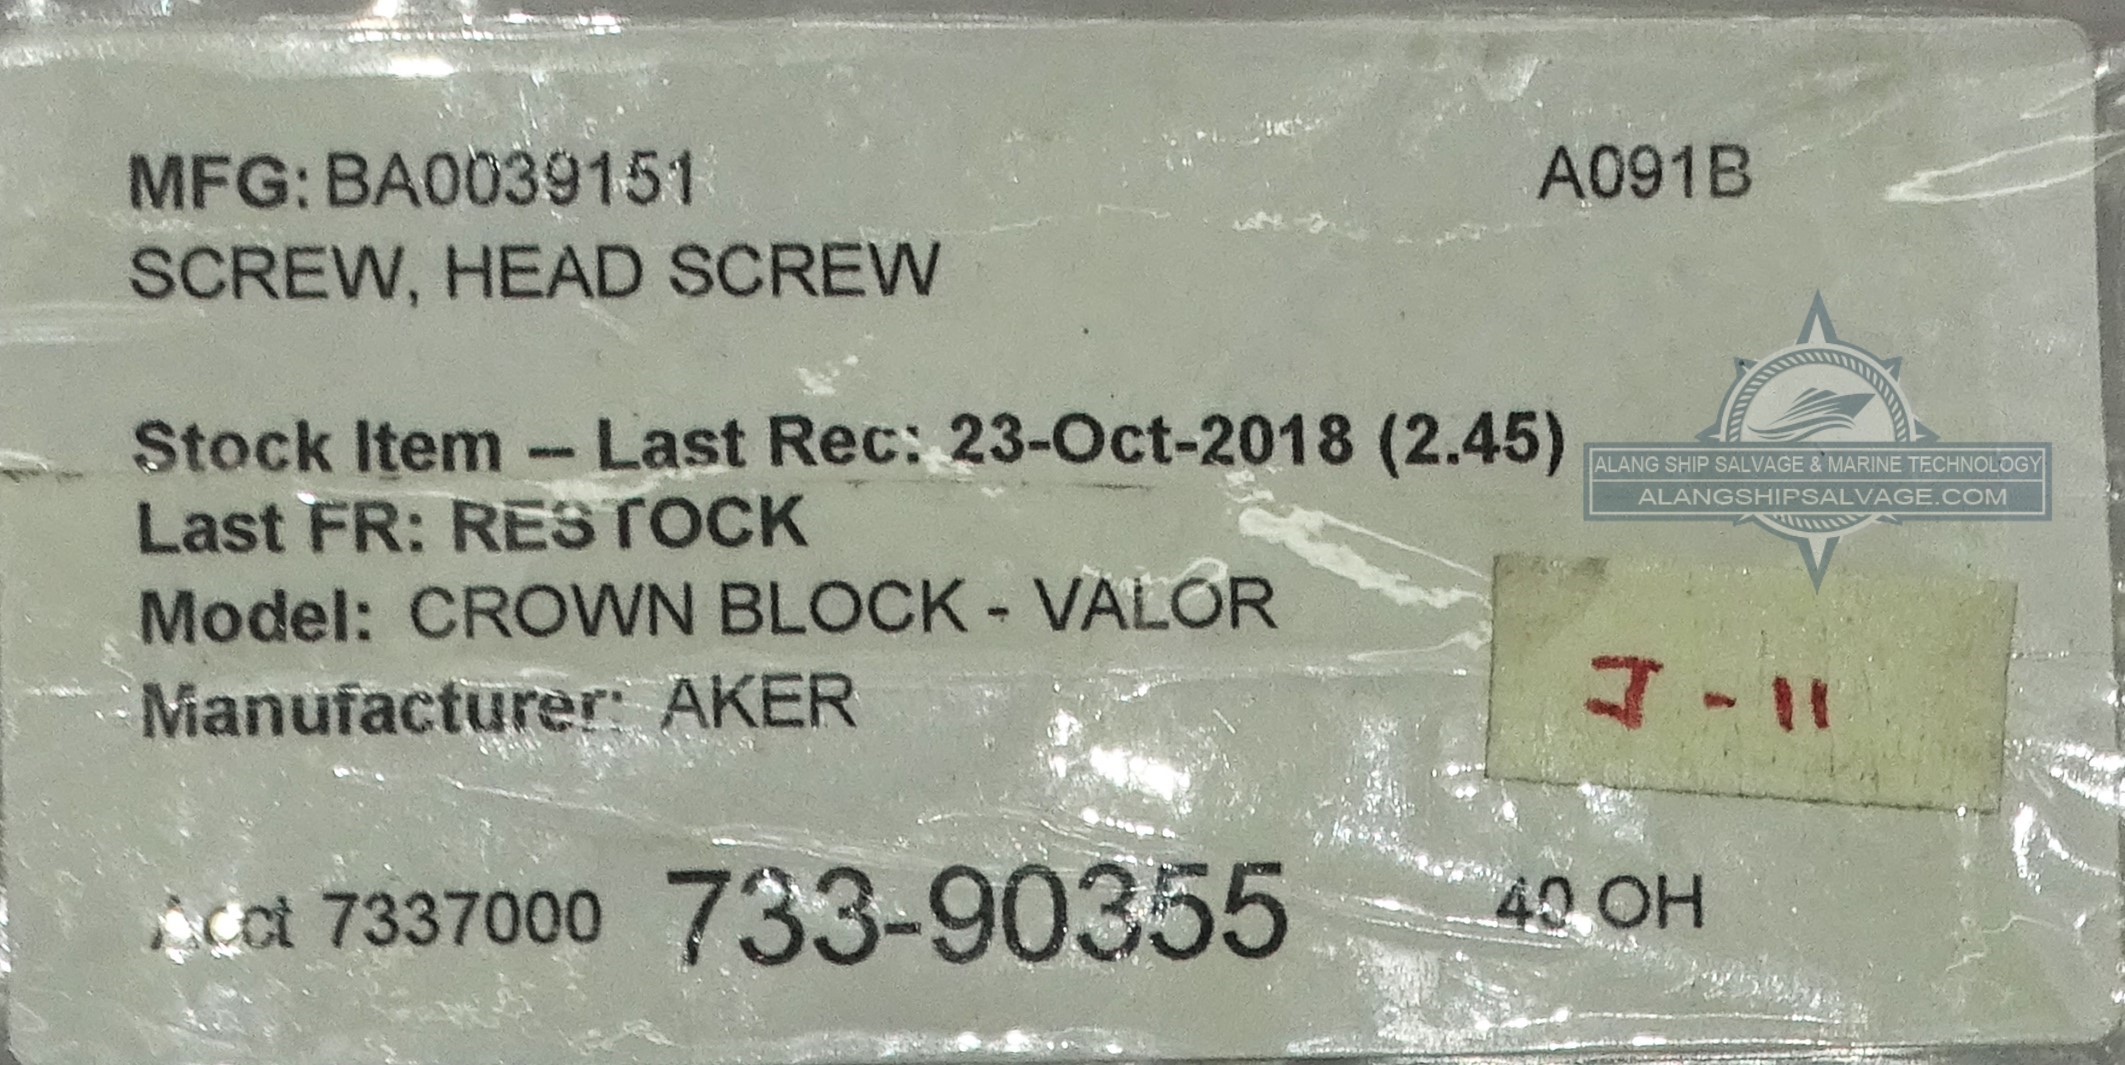 MFG: BA0039151 A091B
SCREW, HEAD SCREW
Stock Item – Last Rec: 23-Oct-2018 (2.45)
ALANG SHIP SALVAGE & MARINE TECHNOLOGY
ALANGSHIPSALVAGE.COM
Last FR: RESTOCK
Model: CROWN BLOCK - VALOR
Manufacturer: AKER
J - 11
Acct 7337000 733-90355 40 OH